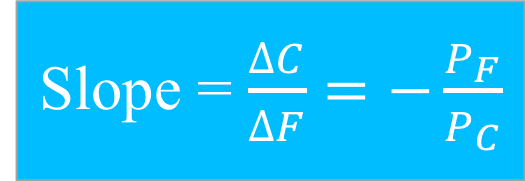 Slope = ΔC/ΔF = − P_F/P_C